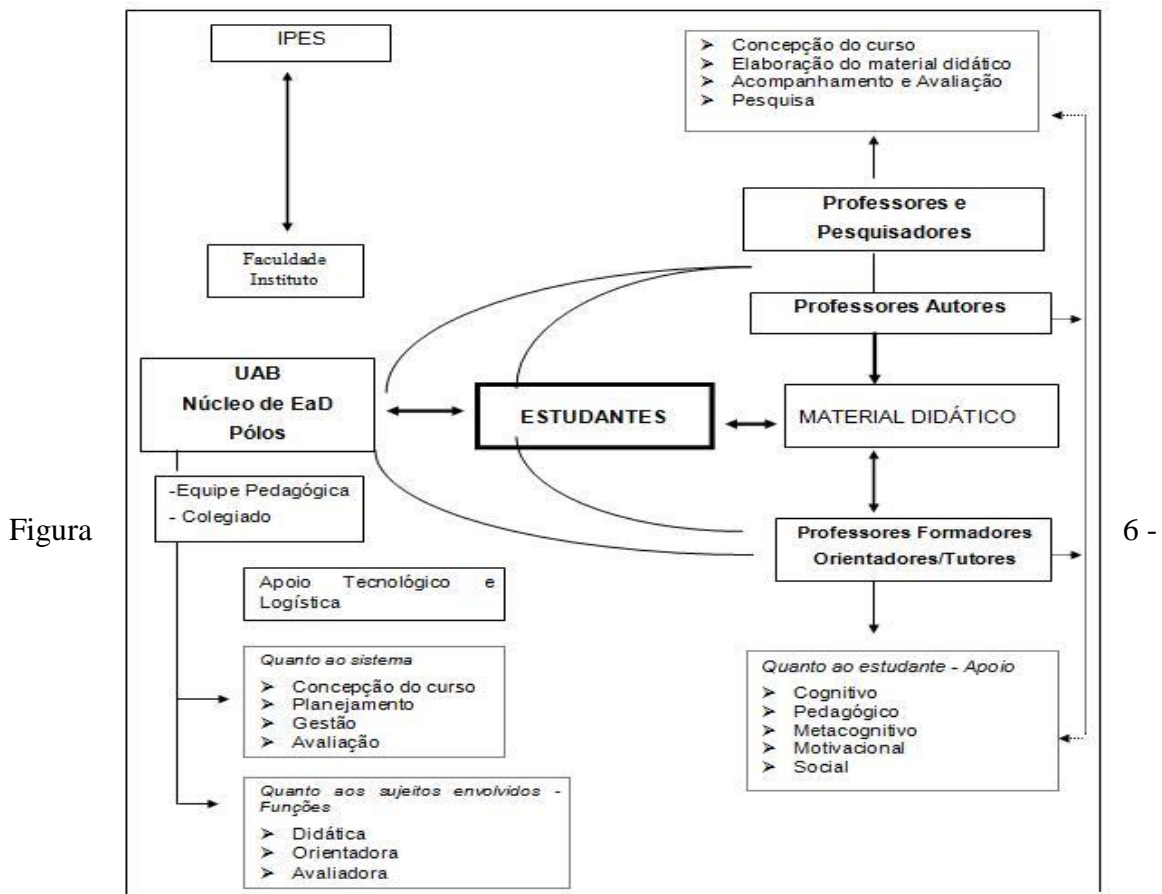 IPES
➤ Concepção do curso
➤ Elaboração do material didático
➤ Acompanhamento e Avaliação
➤ Pesquisa
Professores e
Pesquisadores
Faculdade
Instituto
Professores Autores
UAB
Núcleo de EaD
Pólos
ESTUDANTES
MATERIAL DIDÁTICO
-Equipe Pedagógica
- Colegiado
Professores Formadores
Orientadores/Tutores
Figura 6 -
Apoio Tecnológico e
Logística
Quanto ao sistema
➤ Concepção do curso
➤ Planejamento
➤ Gestão
➤ Avaliação
Quanto ao estudante - Apoio
➤ Cognitivo
➤ Pedagógico
➤ Metacognitivo
➤ Motivacional
➤ Social
Quanto aos sujeitos envolvidos -
Funções
➤ Didática
➤ Orientadora
➤ Avaliadora